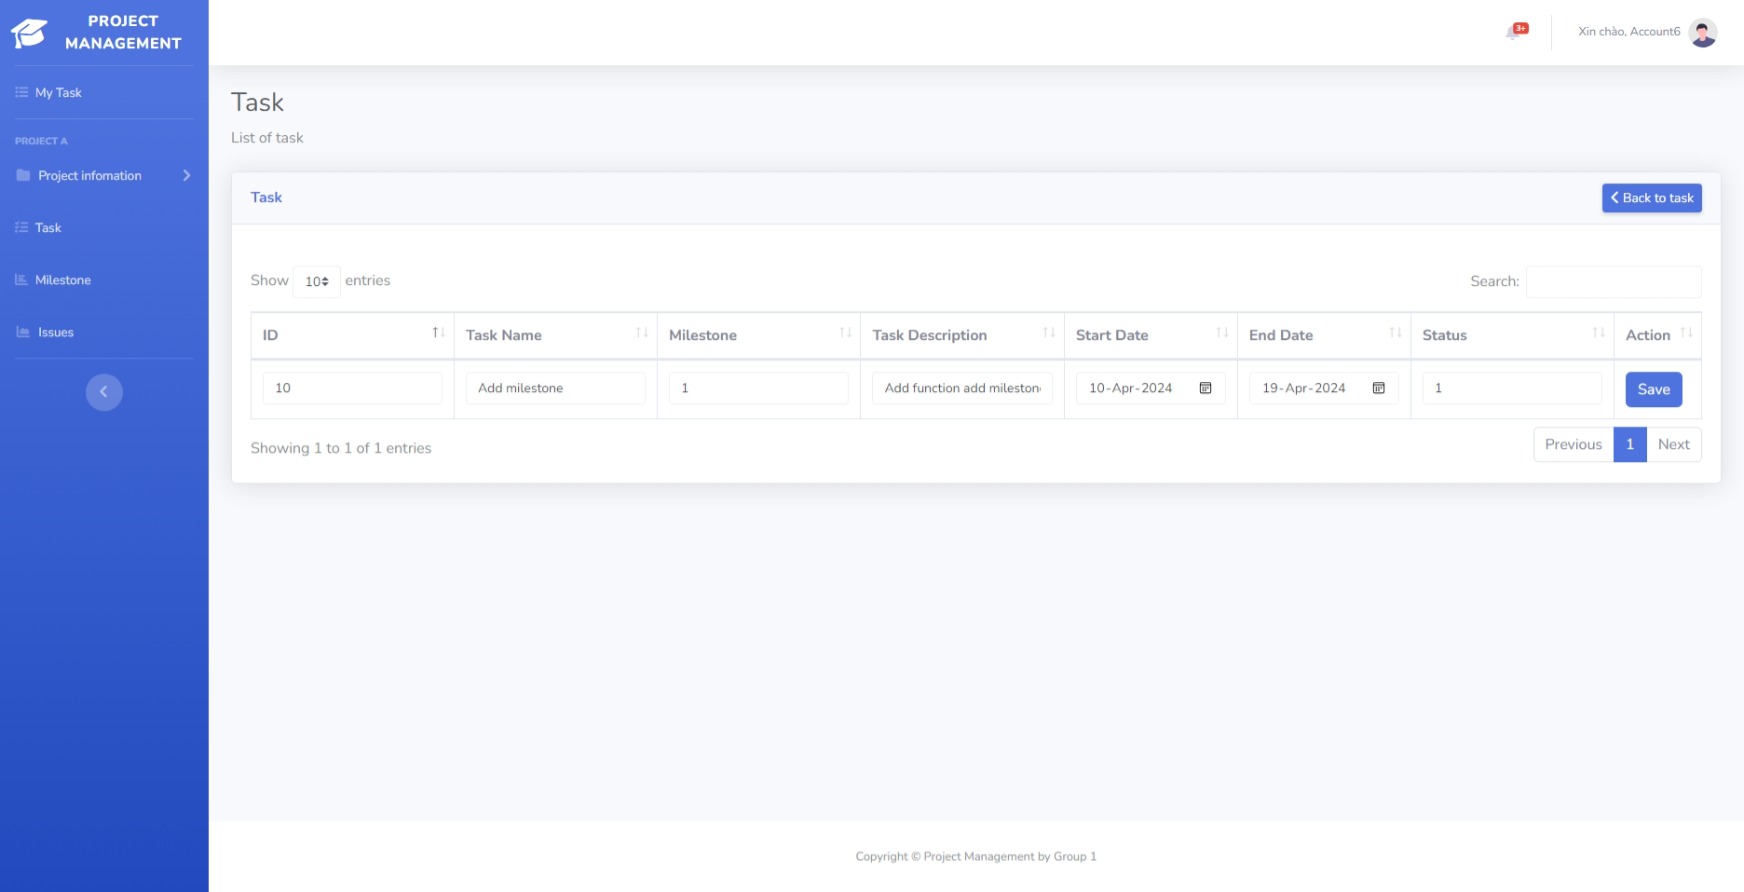 PROJECT
MANAGEMENT
3+
Xin chào, Account6
My Task
PROJECT A
Project infomation
Task
Milestone
Issues
Task
List of task
Task
Back to task
Show 10 entries
Search:
ID Task Name Milestone Task Description Start Date End Date Status Action
10 Add milestone 1 Add function add mileston 10-Apr-2024 19-Apr-2024 1 Save
Showing 1 to 1 of 1 entries
Previous 1 Next
Copyright © Project Management by Group 1